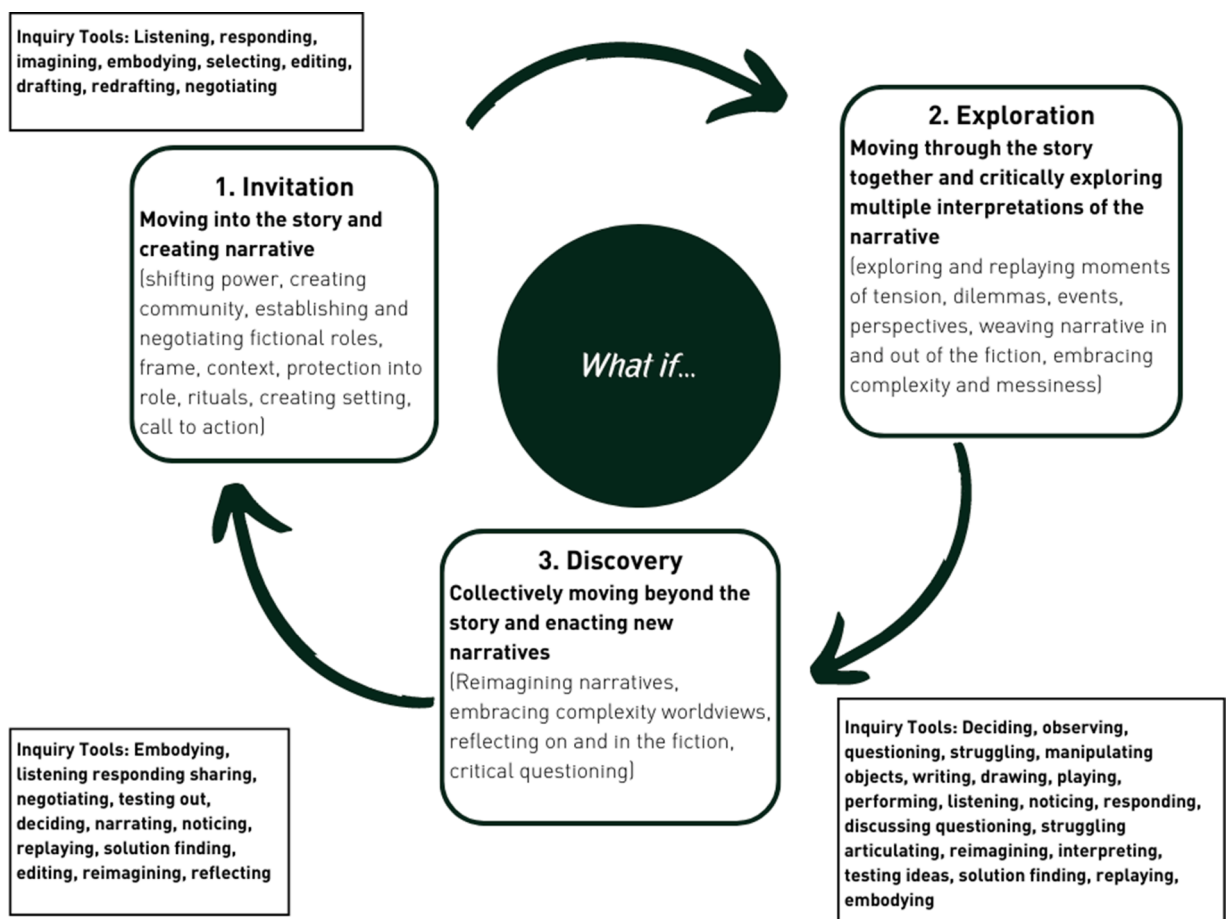 Inquiry Tools: Listening, responding,
imagining, embodying, selecting, editing,
drafting, redrafting, negotiating
1. Invitation
Moving into the story and
creating narrative
(shifting power, creating
community, establishing and
negotiating fictional roles,
frame, context, protection into
role, rituals, creating setting,
call to action)
2. Exploration
Moving through the story
together and critically exploring
multiple interpretations of the
narrative
(exploring and replaying moments
of tension, dilemmas, events,
perspectives, weaving narrative in
and out of the fiction, embracing
complexity and messiness)
What if...
3. Discovery
Collectively moving beyond the
story and enacting new
narratives
(Reimagining narratives,
embracing complexity worldviews,
reflecting on and in the fiction,
critical questioning)
Inquiry Tools: Embodying,
listening responding sharing,
negotiating, testing out,
deciding, narrating, noticing,
replaying, solution finding,
editing, reimagining, reflecting
Inquiry Tools: Deciding, observing,
questioning, struggling, manipulating
objects, writing, drawing, playing,
performing, listening, noticing, responding,
discussing questioning, struggling
articulating, reimagining, interpreting,
testing ideas, solution finding, replaying,
embodying